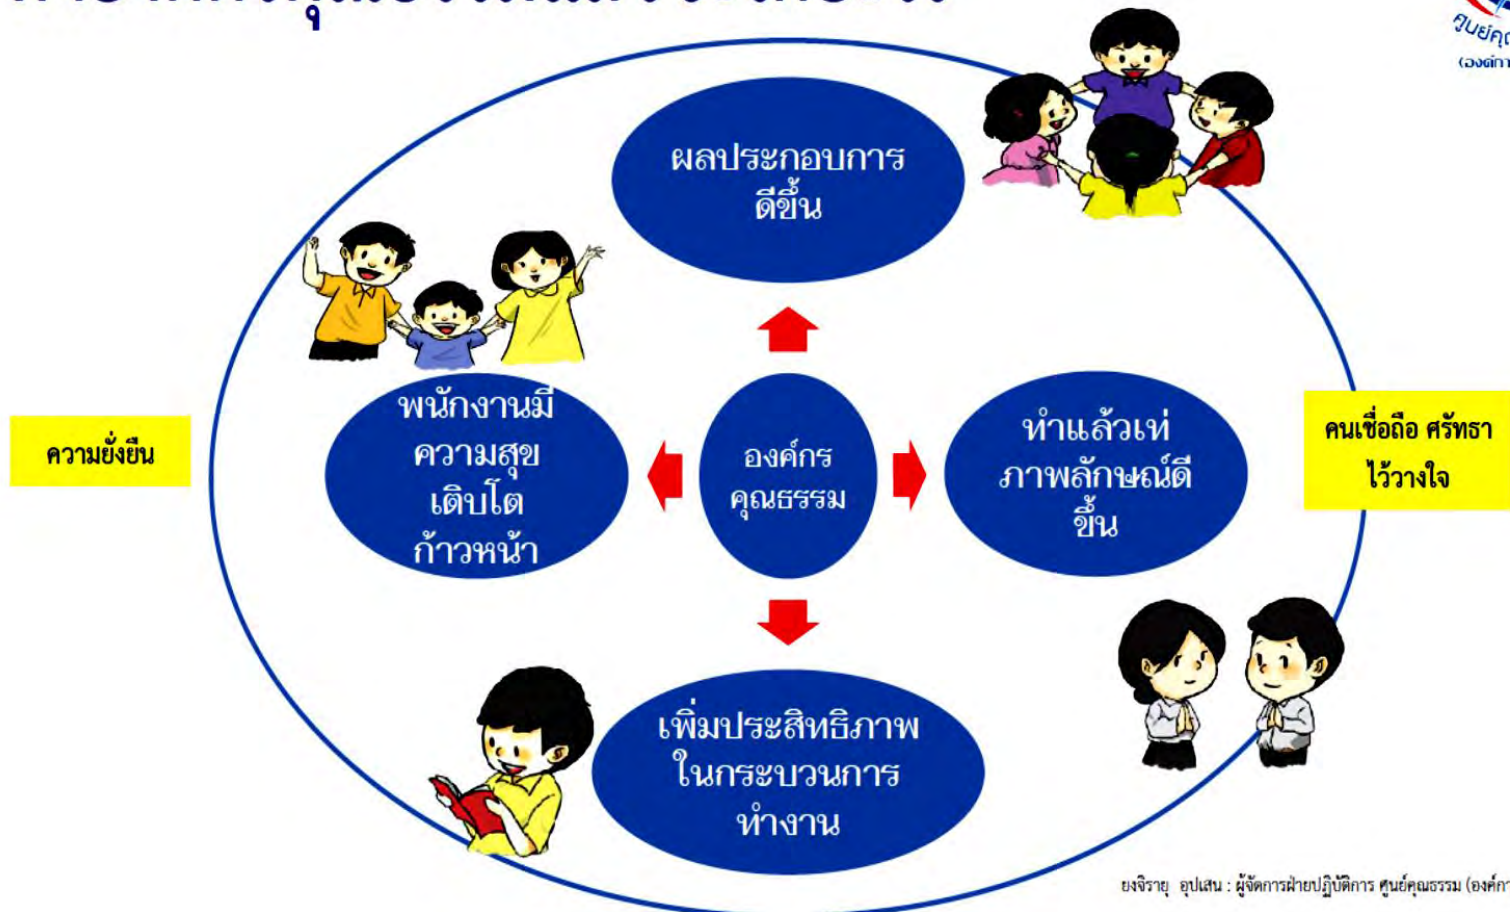 ผลประกอบการ
ดีขึ้น
พนักงานมี
ความสุข
เติบโต
ก้าวหน้า
องค์กร
คุณธรรม
ทำแล้วเท่
ภาพลักษณ์ดี
ขึ้น
ความยั่งยืน
คนเชื่อถือ ศรัทธา
ไว้วางใจ
เพิ่มประสิทธิภาพ
ในกระบวนการ
ทำงาน
ยงจิรายุ อุปเสน : ผู้จัดการฝ่ายปฏิบัติการ ศูนย์คุณธรรม